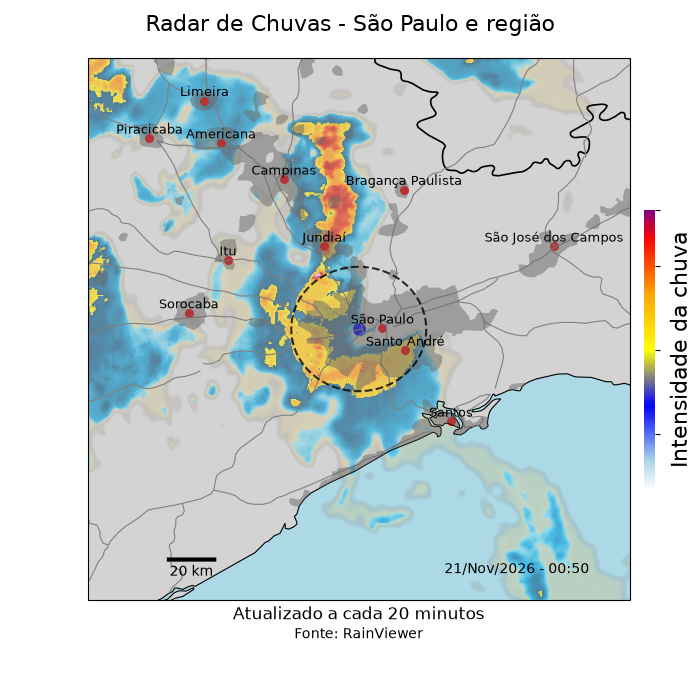 Radar de Chuvas - São Paulo e região
Limeira
Piracicaba
Americana
Campinas
Bragança Paulista
Jundiaí
São José dos Campos
Itu
Sorocaba
São Paulo
Santo André
Santos
Intensidade da chuva
21/Nov/2026 - 00:50
20 km
Atualizado a cada 20 minutos
Fonte: RainViewer